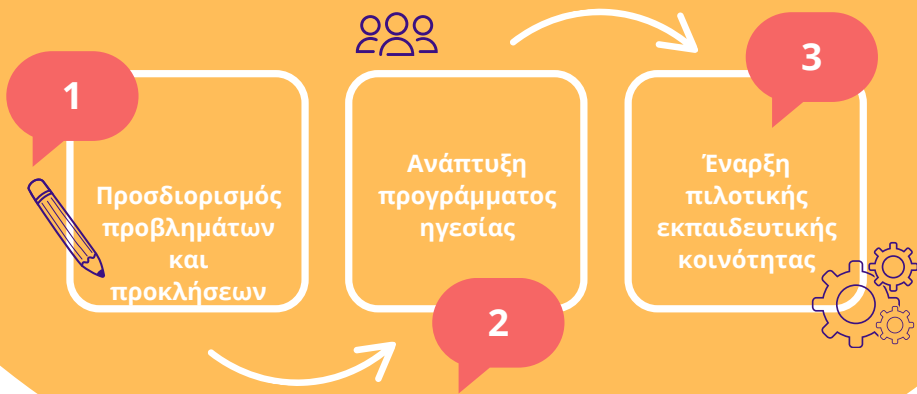 1
Προσδιορισμός
προβλημάτων
και
προκλήσεων
Ανάπτυξη
προγράμματος
ηγεσίας
2
3
Έναρξη
πιλοτικής
εκπαιδευτικής
κοινότητας